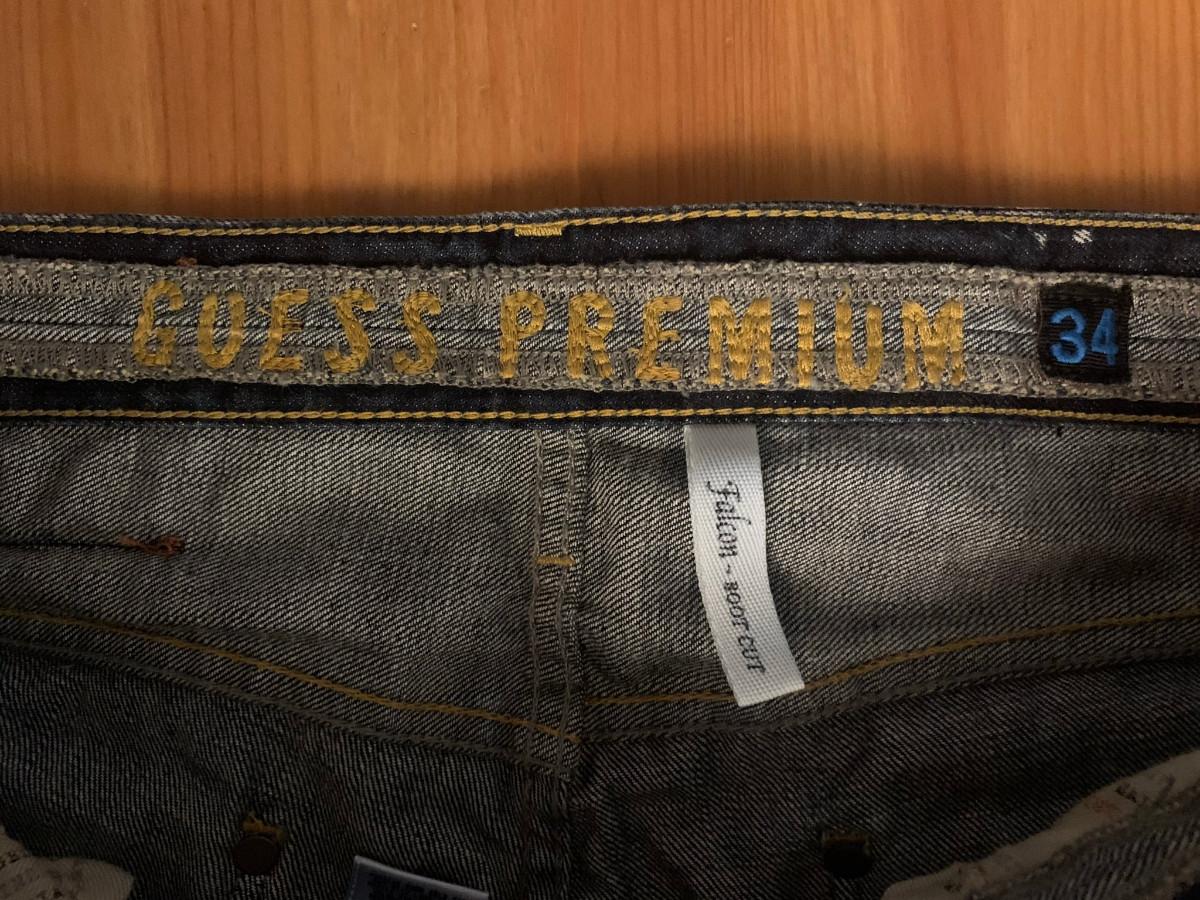 GUESS PREMIUM
34
Falcon ~ BOOT CUT